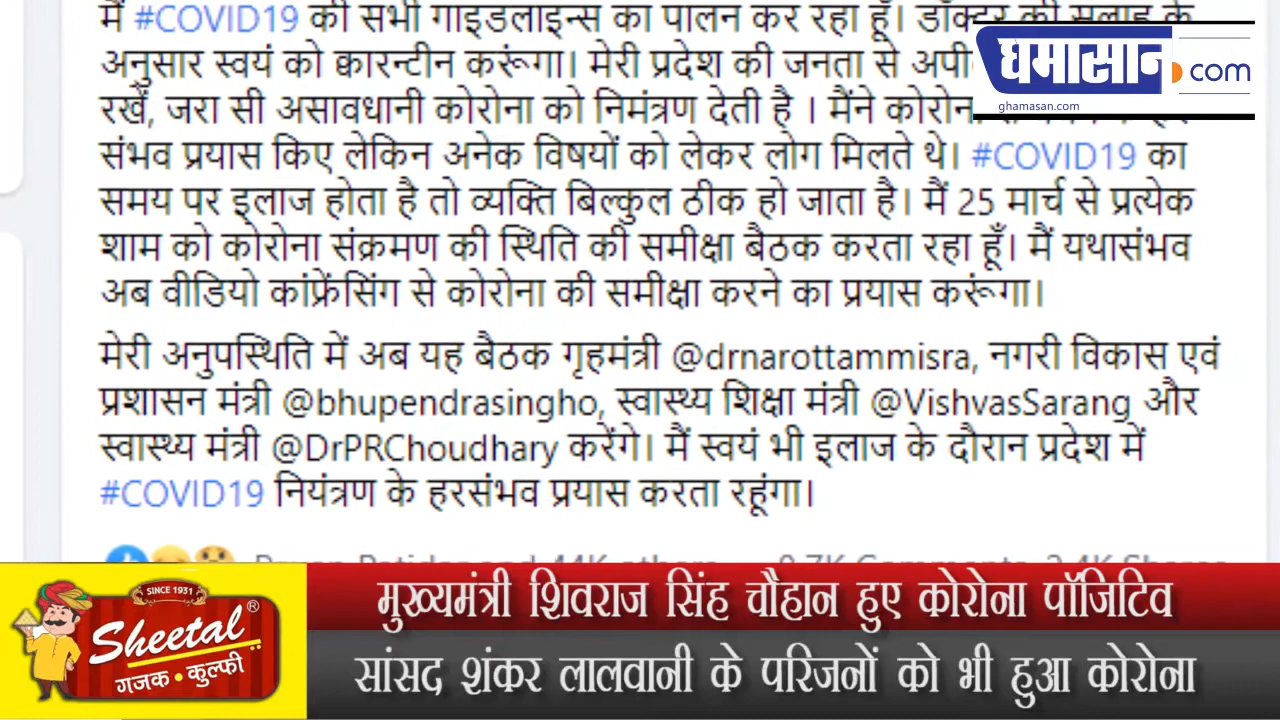 में #COVID19 की सभी गाइडलाइन्स का पालन कर रहा हूँ। डॉक्टर की सलाह के
अनुसार स्वयं को क्वारन्टीन करूंगा। मेरी प्रदेश की जनता से
रखें, जरा सी असावधानी कोरोना को निमंत्रण देती है । मैंने
संभव प्रयास किए लेकिन अनेक विषयों को लेकर लोग मिलते थे। #COVID19 का
समय पर इलाज होता है तो व्यक्ति बिल्कुल ठीक हो जाता है। मैं 25 मार्च से प्रत्येक
शाम को कोरोना संक्रमण की स्थिति की समीक्षा बैठक करता रहा हूँ। मैं यथासंभव
अब वीडियो कांफ्रेंसिंग से कोरोना की समीक्षा करने का प्रयास करूंगा।
मेरी अनुपस्थिति में अब यह बैठक गृहमंत्री @drnarottammisra, नगरी विकास एवं
प्रशासन मंत्री @bhupendrasingho, स्वास्थ्य शिक्षा मंत्री @VishvasSarang और
स्वास्थ्य मंत्री @DrPRChoudhary करेंगे। मैं स्वयं भी इलाज के दौरान प्रदेश में
#COVID19 नियंत्रण के हरसंभव प्रयास करता रहूंगा।
घमासान.com
ghamasan.com
SINCE 1931
Sheetal®
गजक • कुल्फी
मुख्यमंत्री शिवराज सिंह चौहान हुए कोरोना पॉजिटिव
सांसद शंकर लालवानी के परिजनों को भी हुआ कोरोना